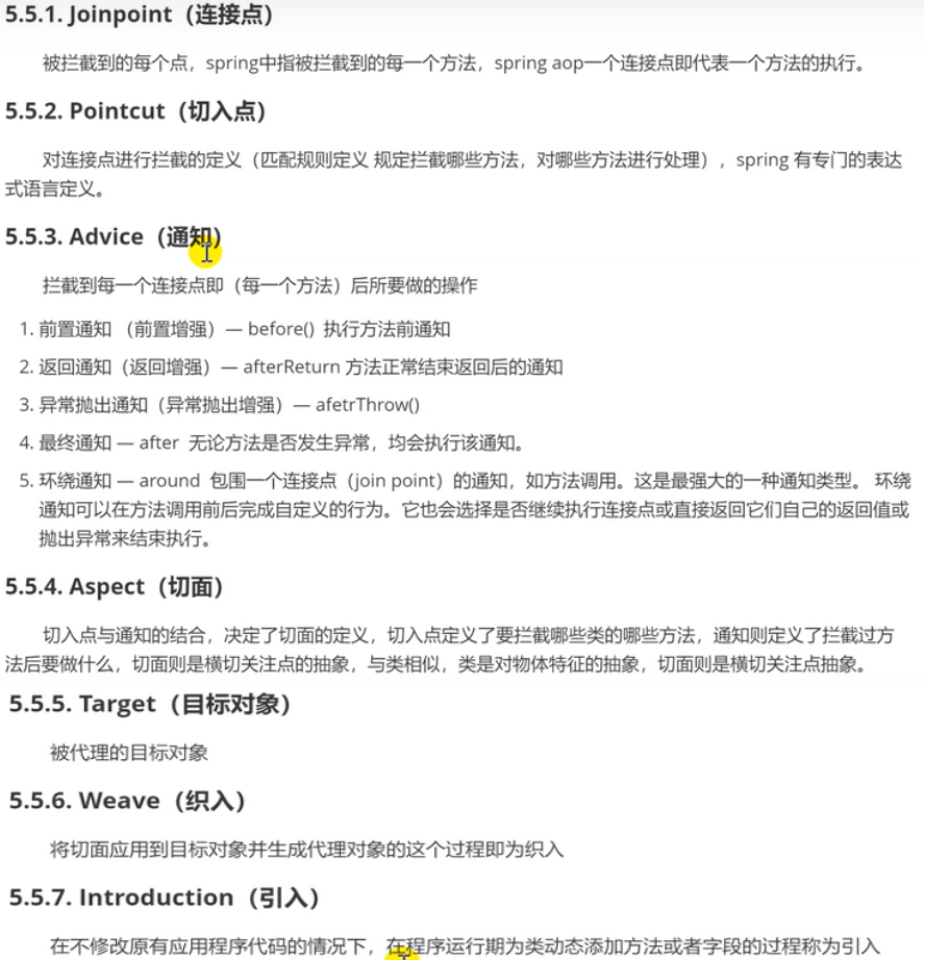 5.5.1. Joinpoint（连接点）
被拦截到的每个点，spring中指被拦截到的每一个方法，spring aop一个连接点即代表一个方法的执行。
5.5.2. Pointcut（切入点）
对连接点进行拦截的定义（匹配规则定义 规定拦截哪些方法，对哪些方法进行处理），spring 有专门的表达
式语言定义。
5.5.3. Advice（通知）
拦截到每一个连接点即（每一个方法）后所要做的操作
1. 前置通知 （前置增强）— before() 执行方法前通知
2. 返回通知（返回增强）— afterReturn 方法正常结束返回后的通知
3. 异常抛出通知（异常抛出增强）— afetrThrow()
4. 最终通知 — after 无论方法是否发生异常，均会执行该通知。
5. 环绕通知 — around 包围一个连接点（join point）的通知，如方法调用。这是最强大的一种通知类型。 环绕
通知可以在方法调用前后完成自定义的行为。它也会选择是否继续执行连接点或直接返回它们自己的返回值或
抛出异常来结束执行。
5.5.4. Aspect（切面）
切入点与通知的结合，决定了切面的定义，切入点定义了要拦截哪些类的哪些方法，通知则定义了拦截过方
法后要做什么，切面则是横切关注点的抽象，与类相似，类是对物体特征的抽象，切面则是横切关注点抽象。
5.5.5. Target（目标对象）
被代理的目标对象
5.5.6. Weave（织入）
将切面应用到目标对象并生成代理对象的这个过程即为织入
5.5.7. Introduction（引入）
在不修改原有应用程序代码的情况下，在程序运行期为类动态添加方法或者字段的过程称为引入